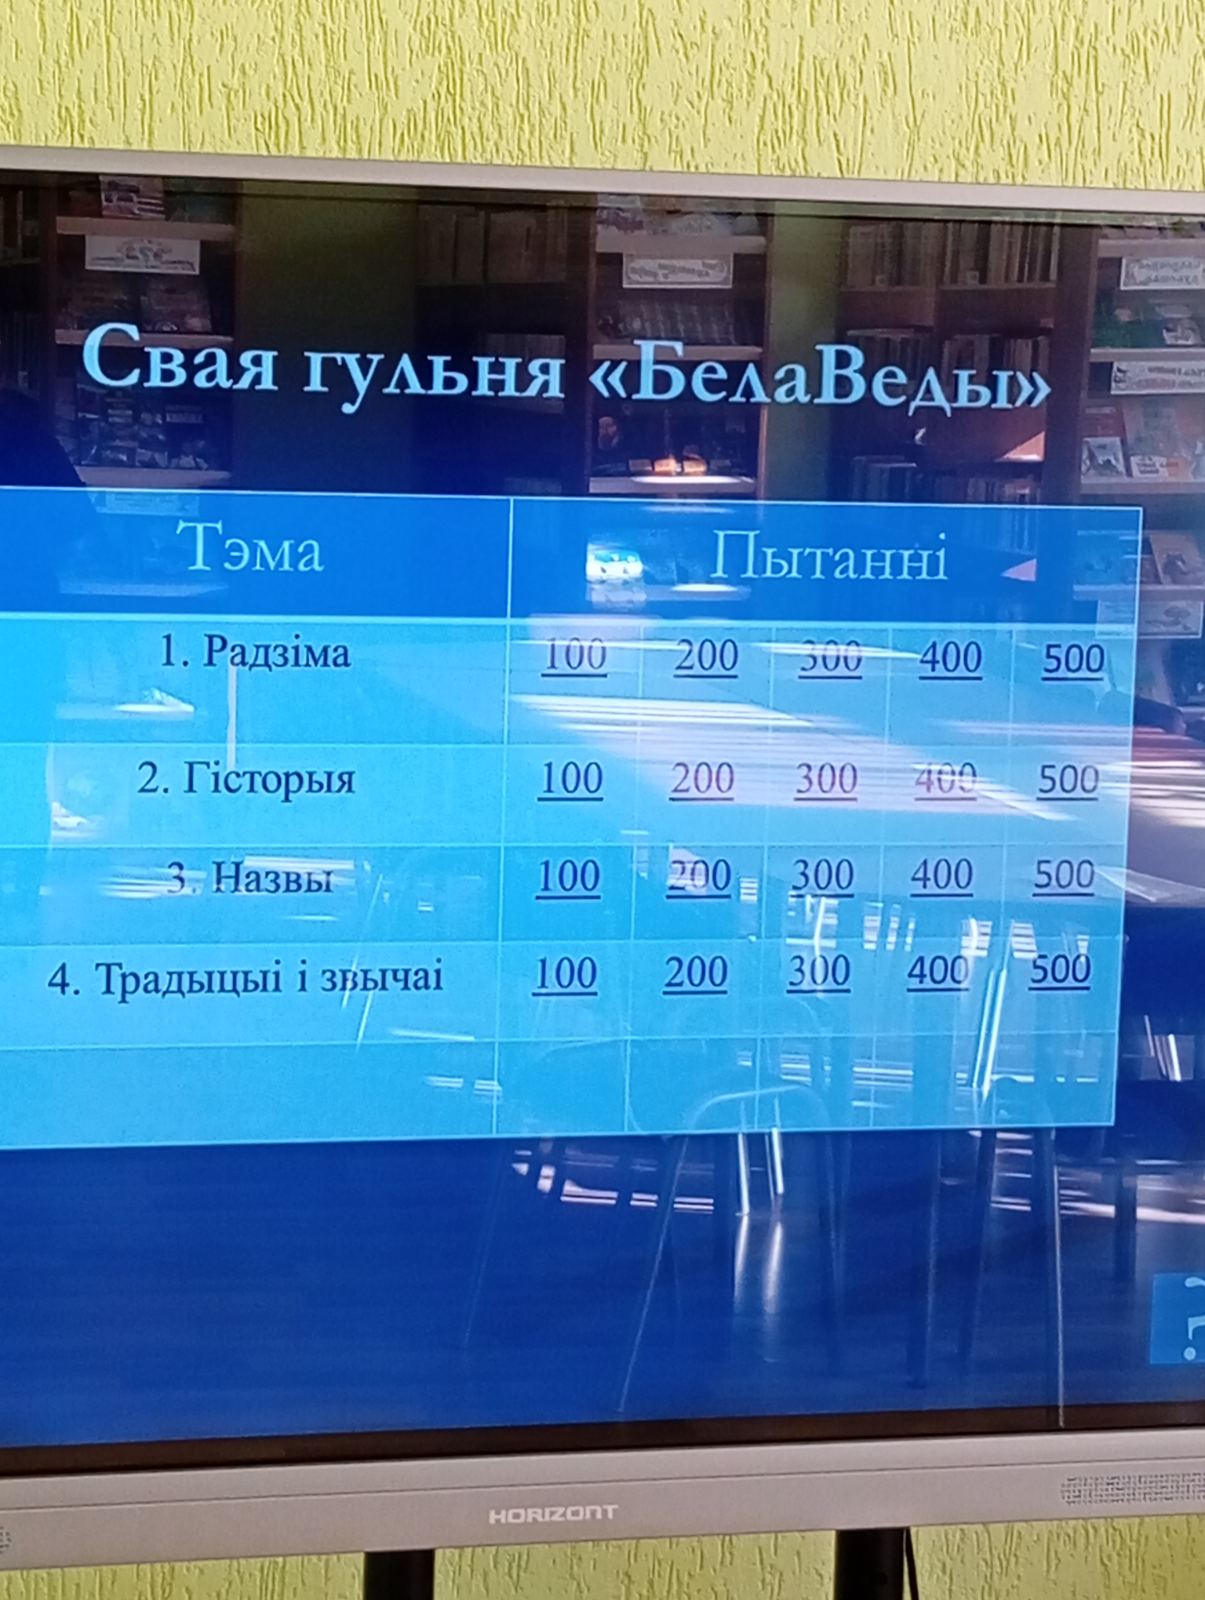 Свая гульня «БелаВеды»
Тэма Пытанні
1. Радзіма 100 200 300 400 500
2. Гісторыя 100 200 300 400 500
3. Назвы 100 200 300 400 500
4. Традыцыі і звычаі 100 200 300 400 500
HORIZONT